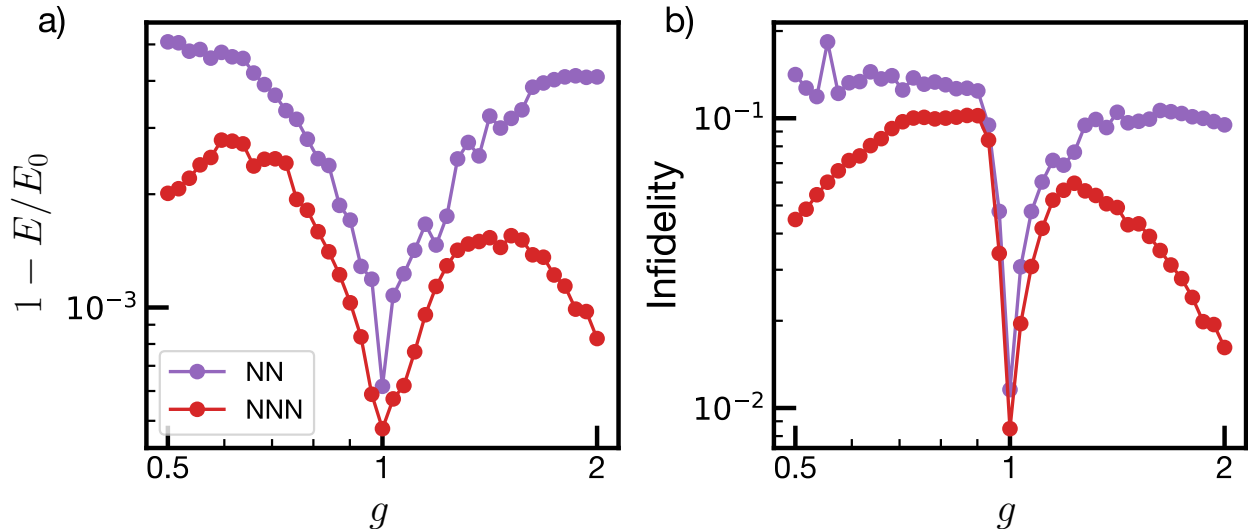 a)
1 − E/E₀
10⁻³
NN
NNN
0.5
1
2
g
b)
Infidelity
10⁻¹
10⁻²
0.5
1
2
g